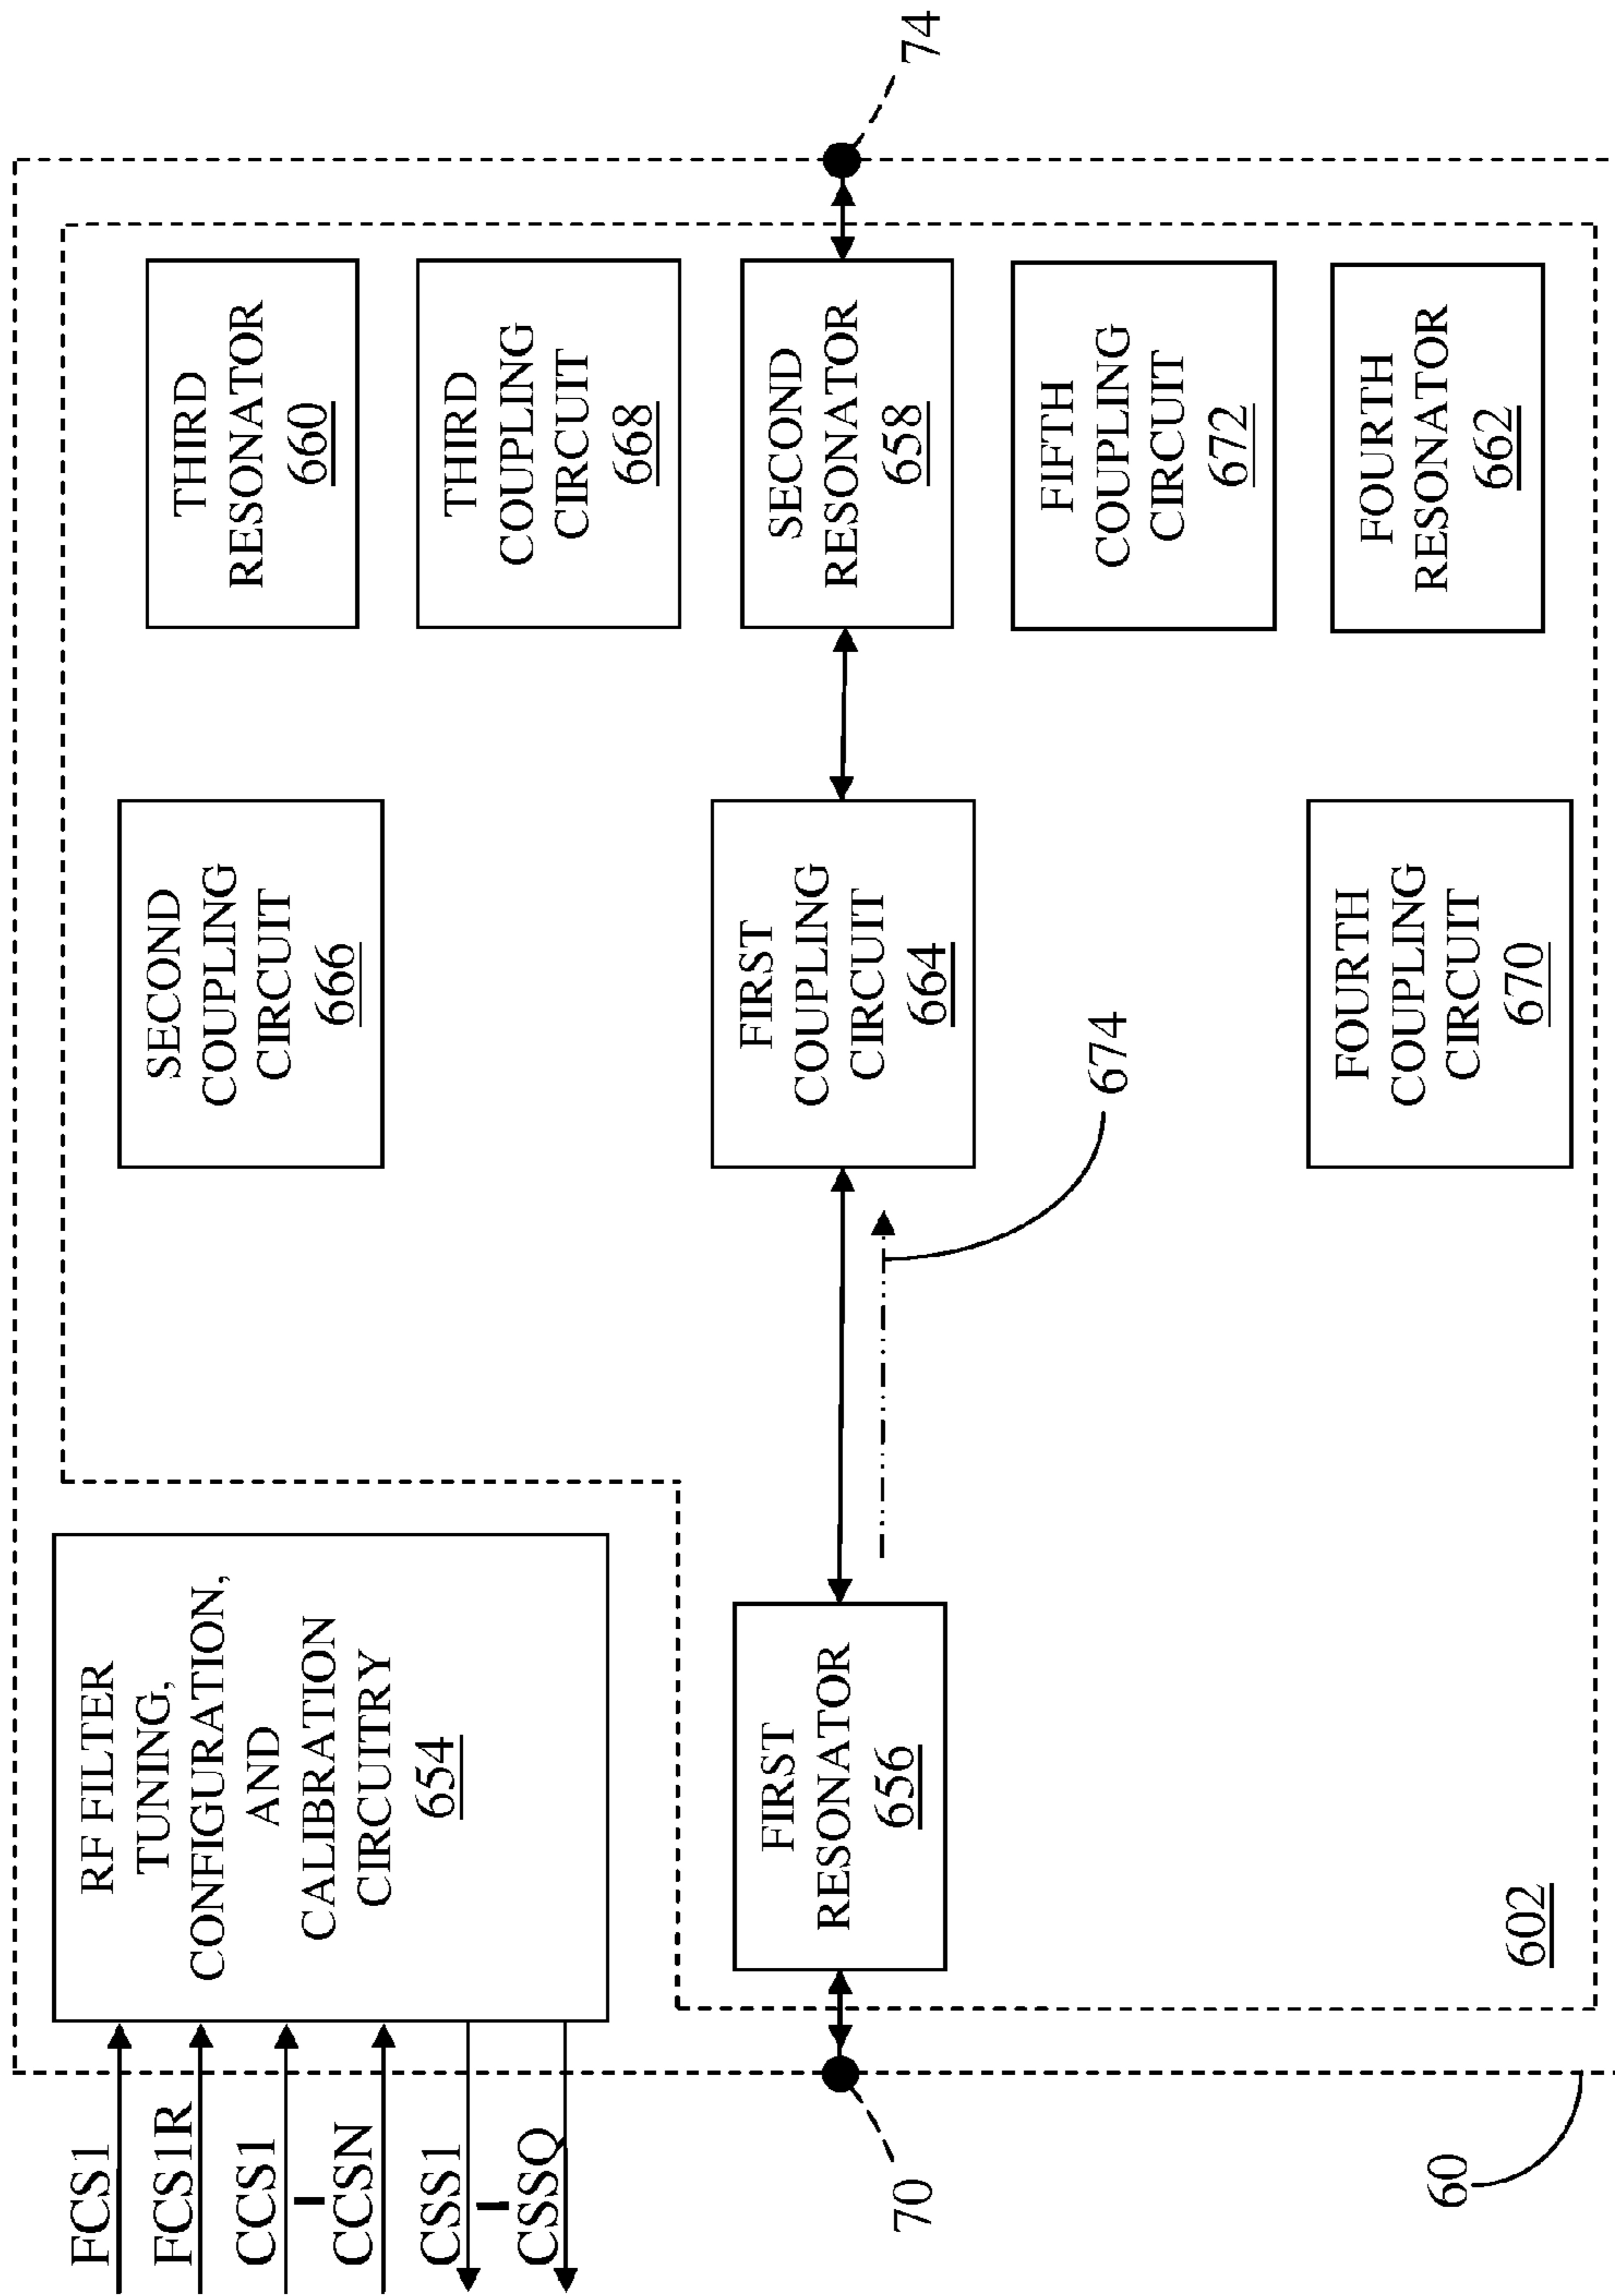 FCS1
FCS1R
CCS1
CCSN
CSS1
CSSQ
RF FILTER
TUNING,
CONFIGURATION,
AND
CALIBRATION
CIRCUITRY
654
SECOND
COUPLING
CIRCUIT
666
THIRD
RESONATOR
660
THIRD
COUPLING
CIRCUIT
668
70
FIRST
RESONATOR
656
674
FIRST
COUPLING
CIRCUIT
664
SECOND
RESONATOR
658
74
FIFTH
COUPLING
CIRCUIT
672
FOURTH
COUPLING
CIRCUIT
670
FOURTH
RESONATOR
662
602
60